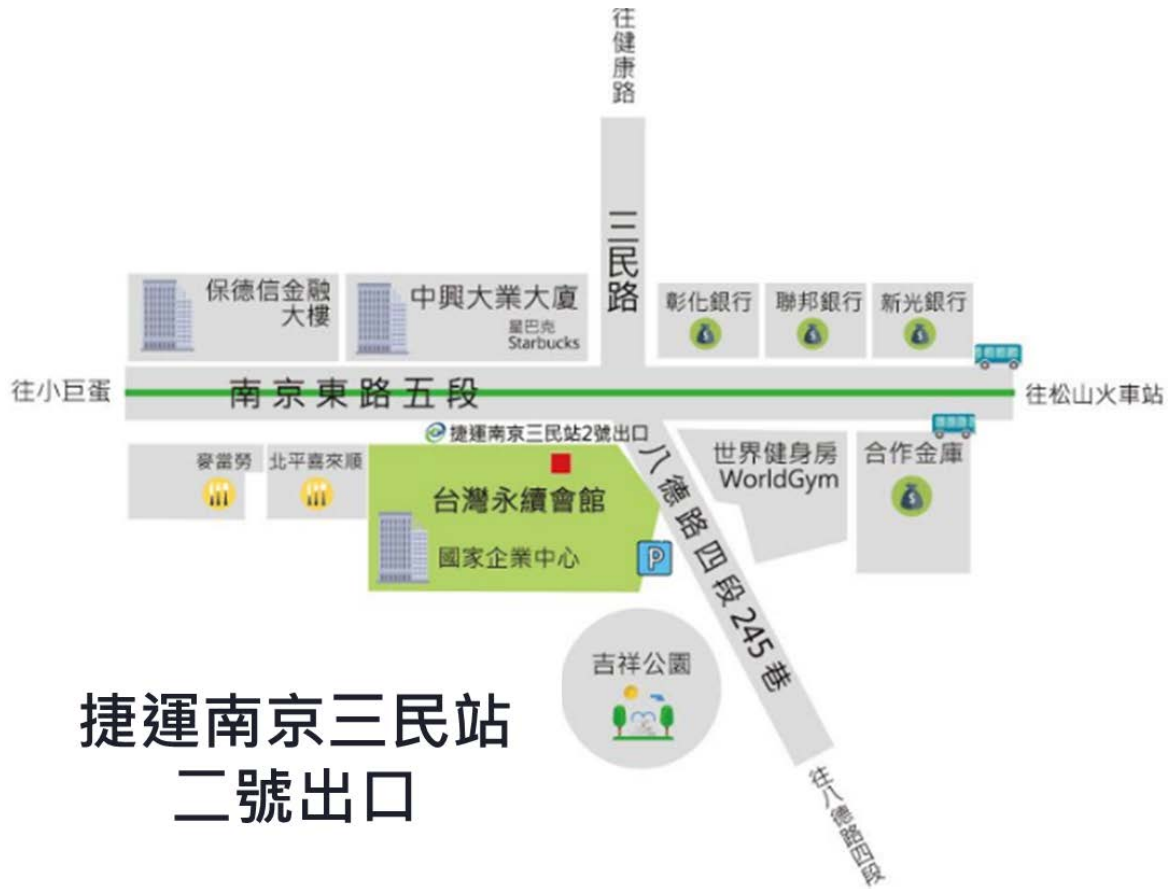 往健康路
三民路
保德信金融
大樓
中興大業大廈
星巴克
Starbucks
彰化銀行
聯邦銀行
新光銀行
往小巨蛋
南京東路五段
往松山火車站
捷運南京三民站2號出口
麥當勞
北平喜來順
台灣永續會館
國家企業中心
P
八德路四段245巷
世界健身房
WorldGym
合作金庫
吉祥公園
往八德路四段
捷運南京三民站
二號出口